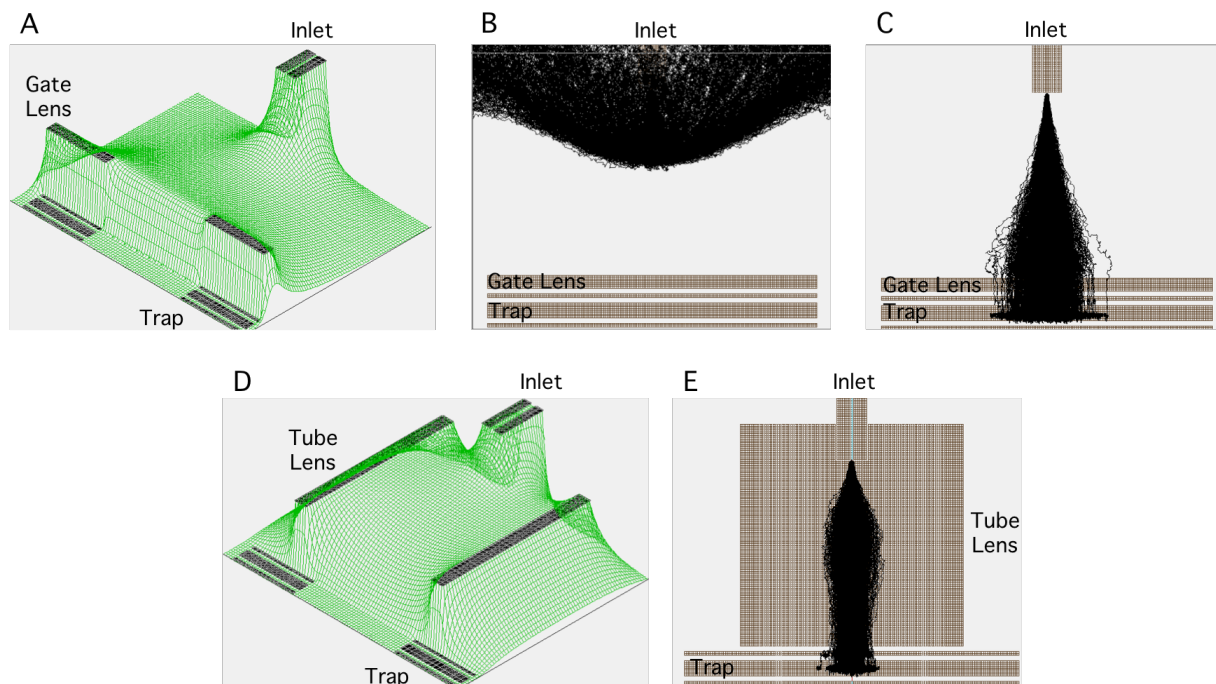 A
Inlet
Gate
Lens
Trap
B
Inlet
Gate Lens
Trap
C
Inlet
Gate Lens
Trap
D
Inlet
Tube
Lens
Trap
E
Inlet
Tube
Lens
Trap